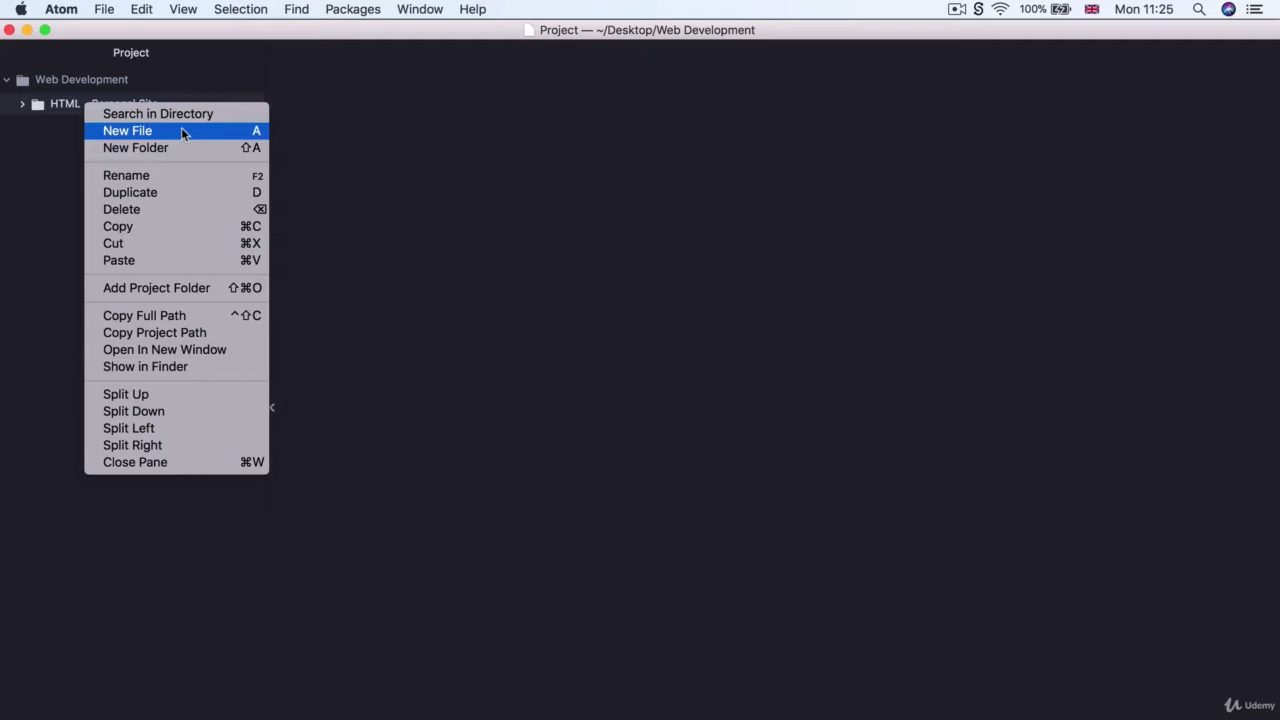 Atom File Edit View Selection Find Packages Window Help 100% Mon 11:25
Project — ~/Desktop/Web Development
Project
Web Development
HTML - Personal Site
Search in Directory
New File A
New Folder ⇧A
Rename F2
Duplicate D
Delete ⌫
Copy ⌘C
Cut ⌘X
Paste ⌘V
Add Project Folder ⇧⌘O
Copy Full Path ^⇧C
Copy Project Path
Open In New Window
Show in Finder
Split Up
Split Down
Split Left
Split Right
Close Pane ⌘W
Udemy